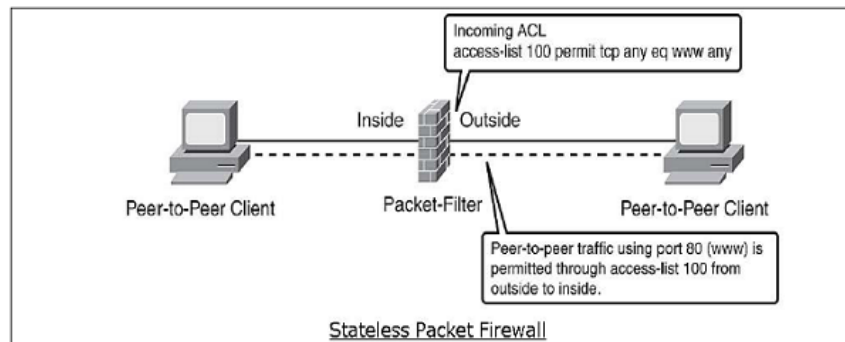 Incoming ACL
access-list 100 permit tcp any eq www any
Inside
Outside
Peer-to-Peer Client
Packet-Filter
Peer-to-Peer Client
Peer-to-peer traffic using port 80 (www) is
permitted through access-list 100 from
outside to inside.
Stateless Packet Firewall